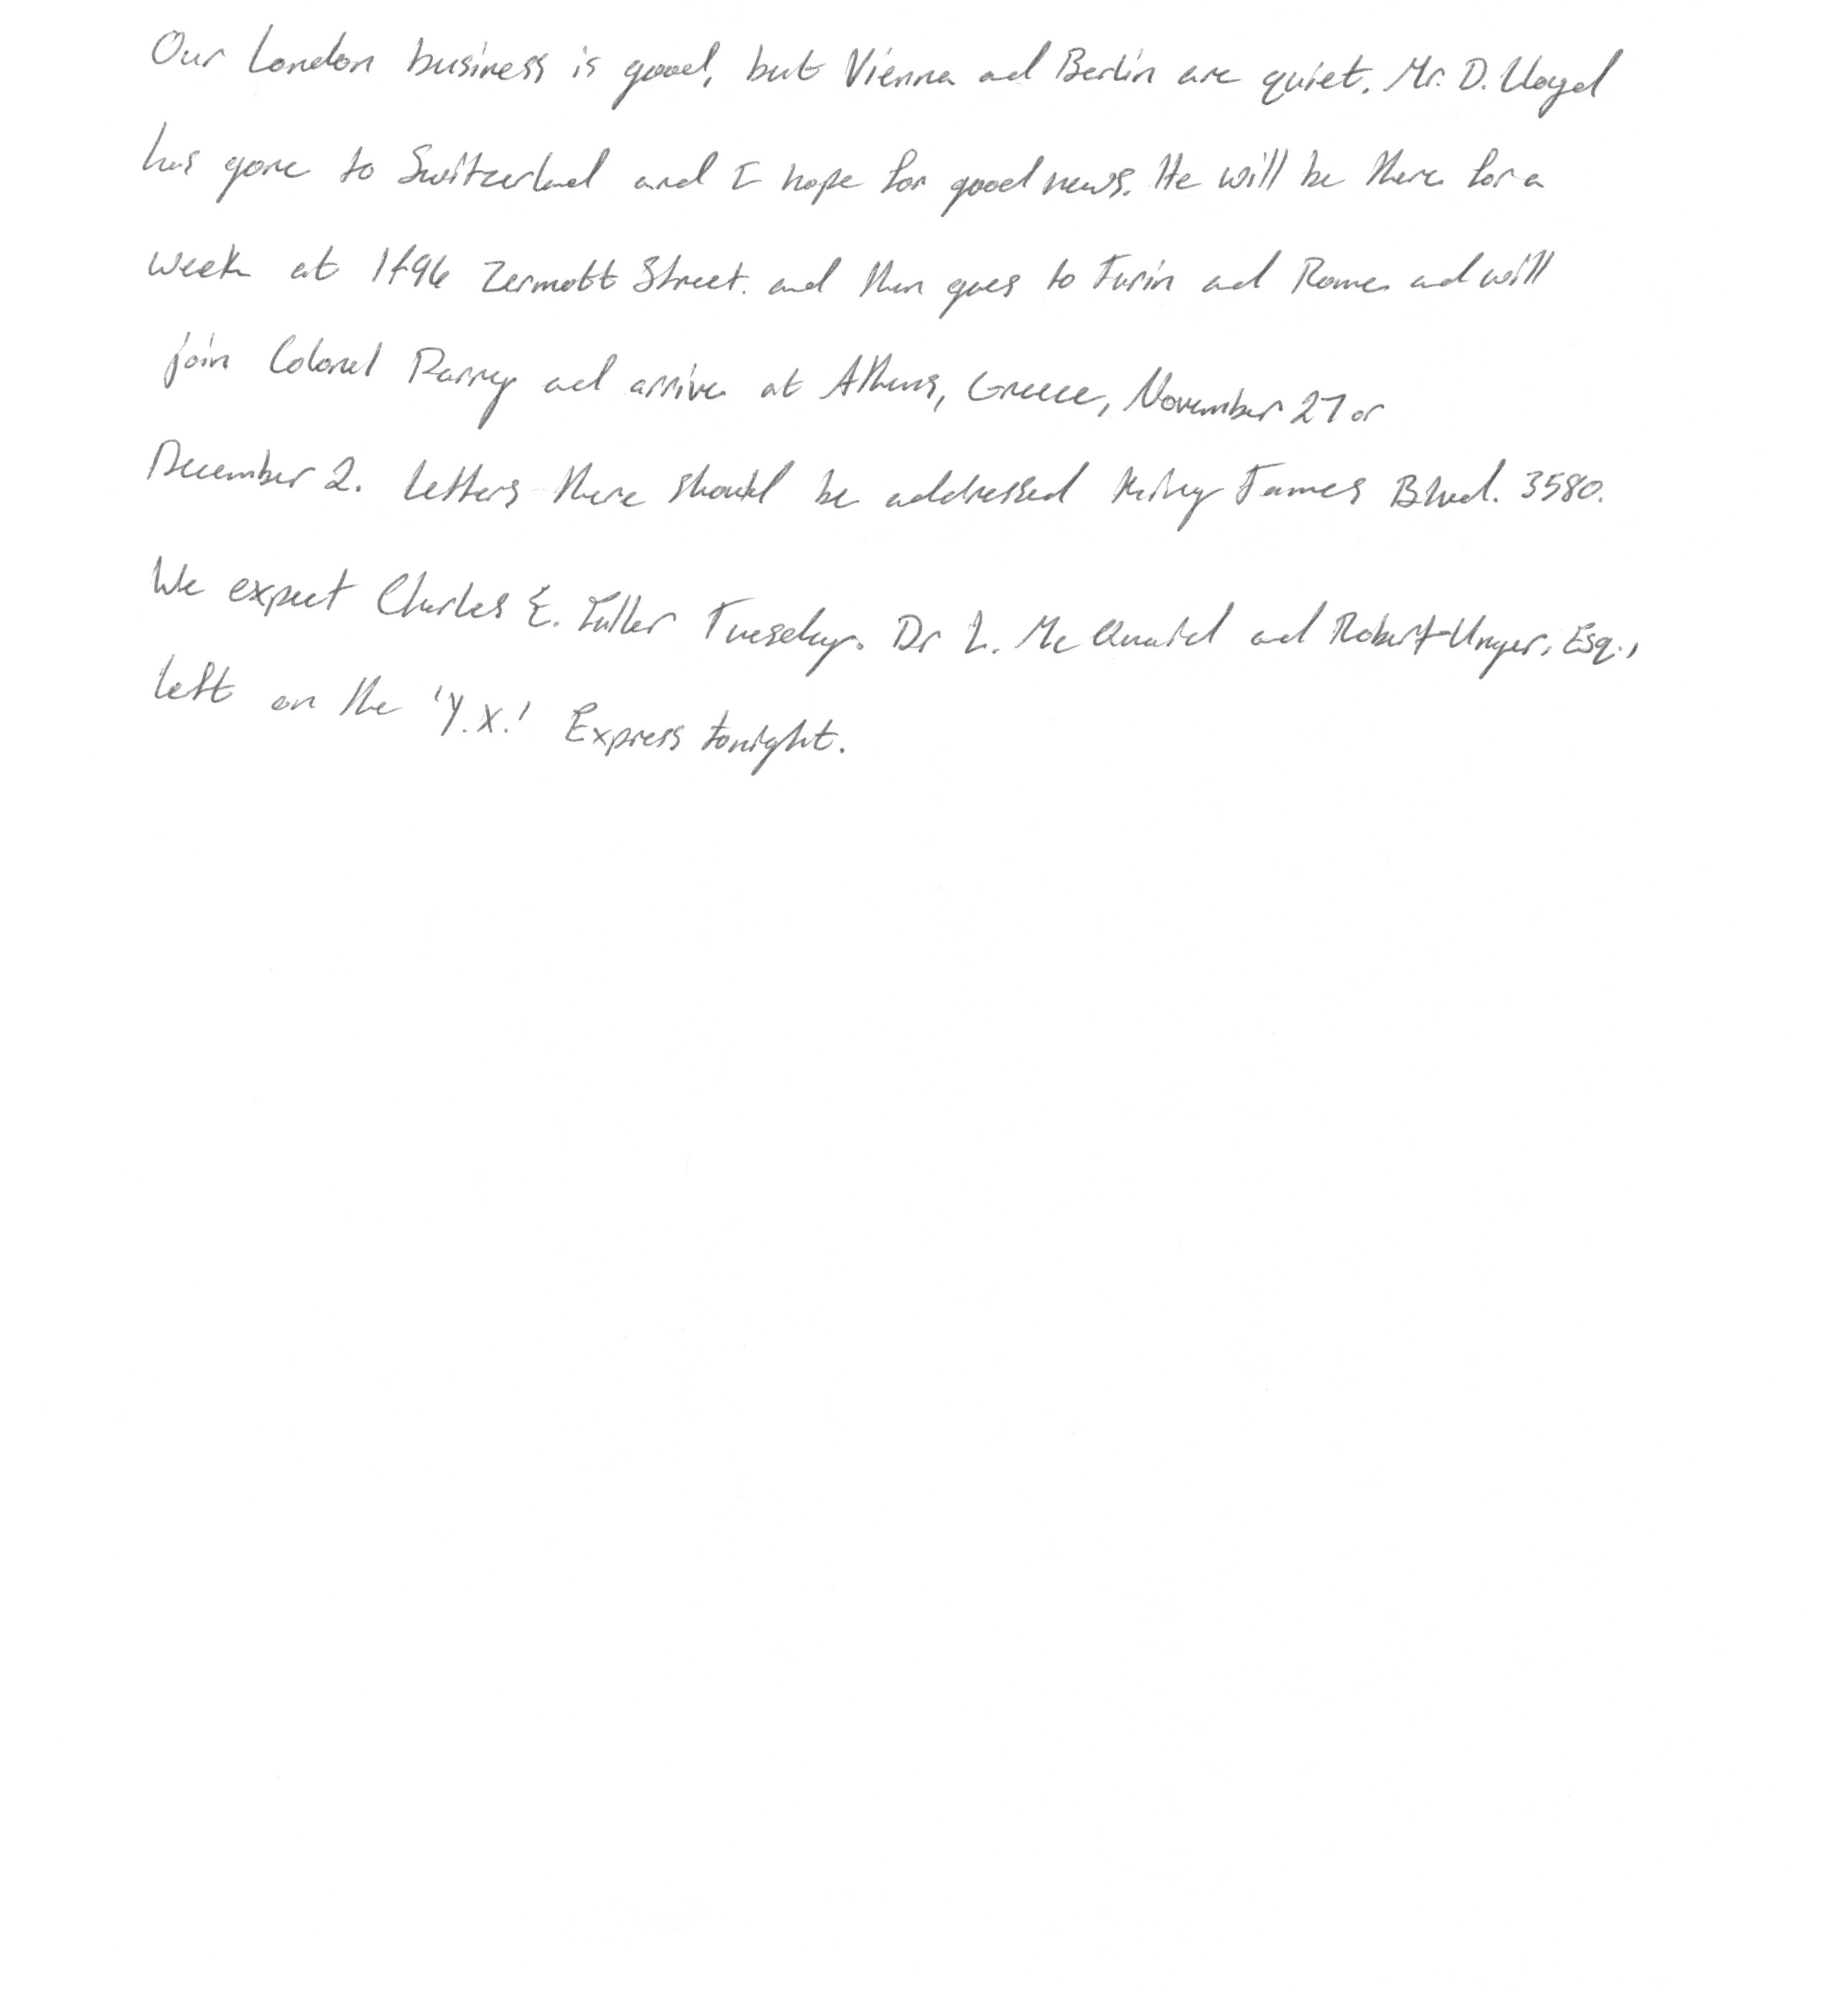 Our London business is good, but Vienna and Berlin are quiet. Mr. D. Lloyd
has gone to Switzerland and I hope for good news. He will be there for a
week at 1496 Zermott Street. and then goes to Turin and Rome and will
join Colonel Parry and arrive at Athens, Greece, November 27 or
December 2. Letters there should be addressed King James Blvd. 3580.
We expect Charles E. Fuller Tuesday. Dr L. McQuaid and Robert Unger, Esq.,
left on the 'Y.X.' Express tonight.